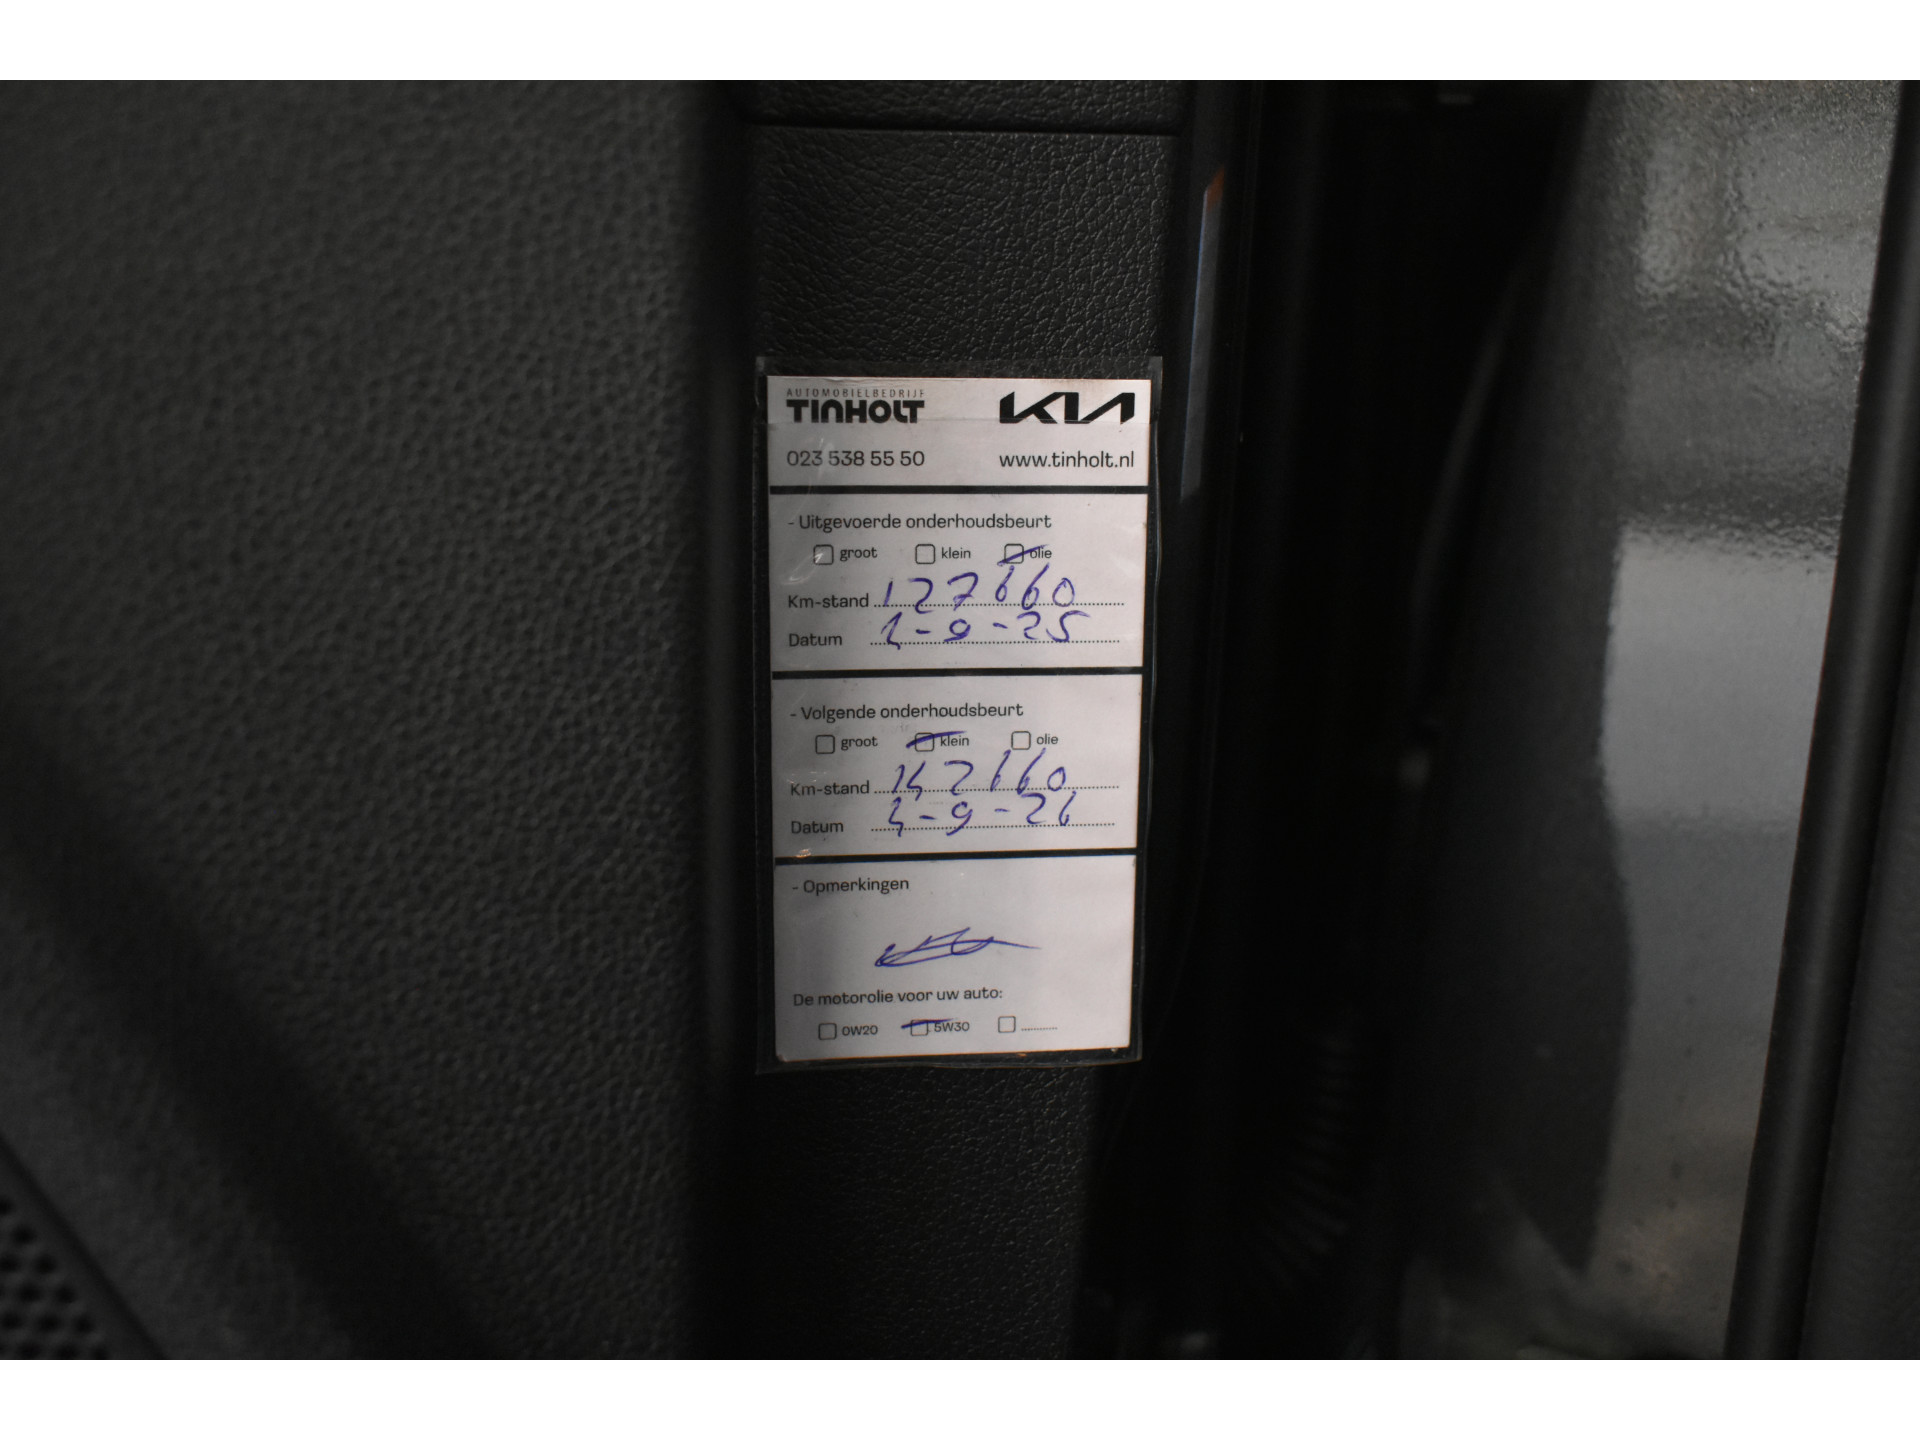 AUTOMOBIELBEDRIJF
TINHOLT KIA
023 538 55 50 www.tinholt.nl
- Uitgevoerde onderhoudsbeurt
groot klein olie
Km-stand 127660
Datum 1-9-25
- Volgende onderhoudsbeurt
groot klein olie
Km-stand 142660
Datum 1-9-26
- Opmerkingen
De motorolie voor uw auto:
0W20 5W30 ............